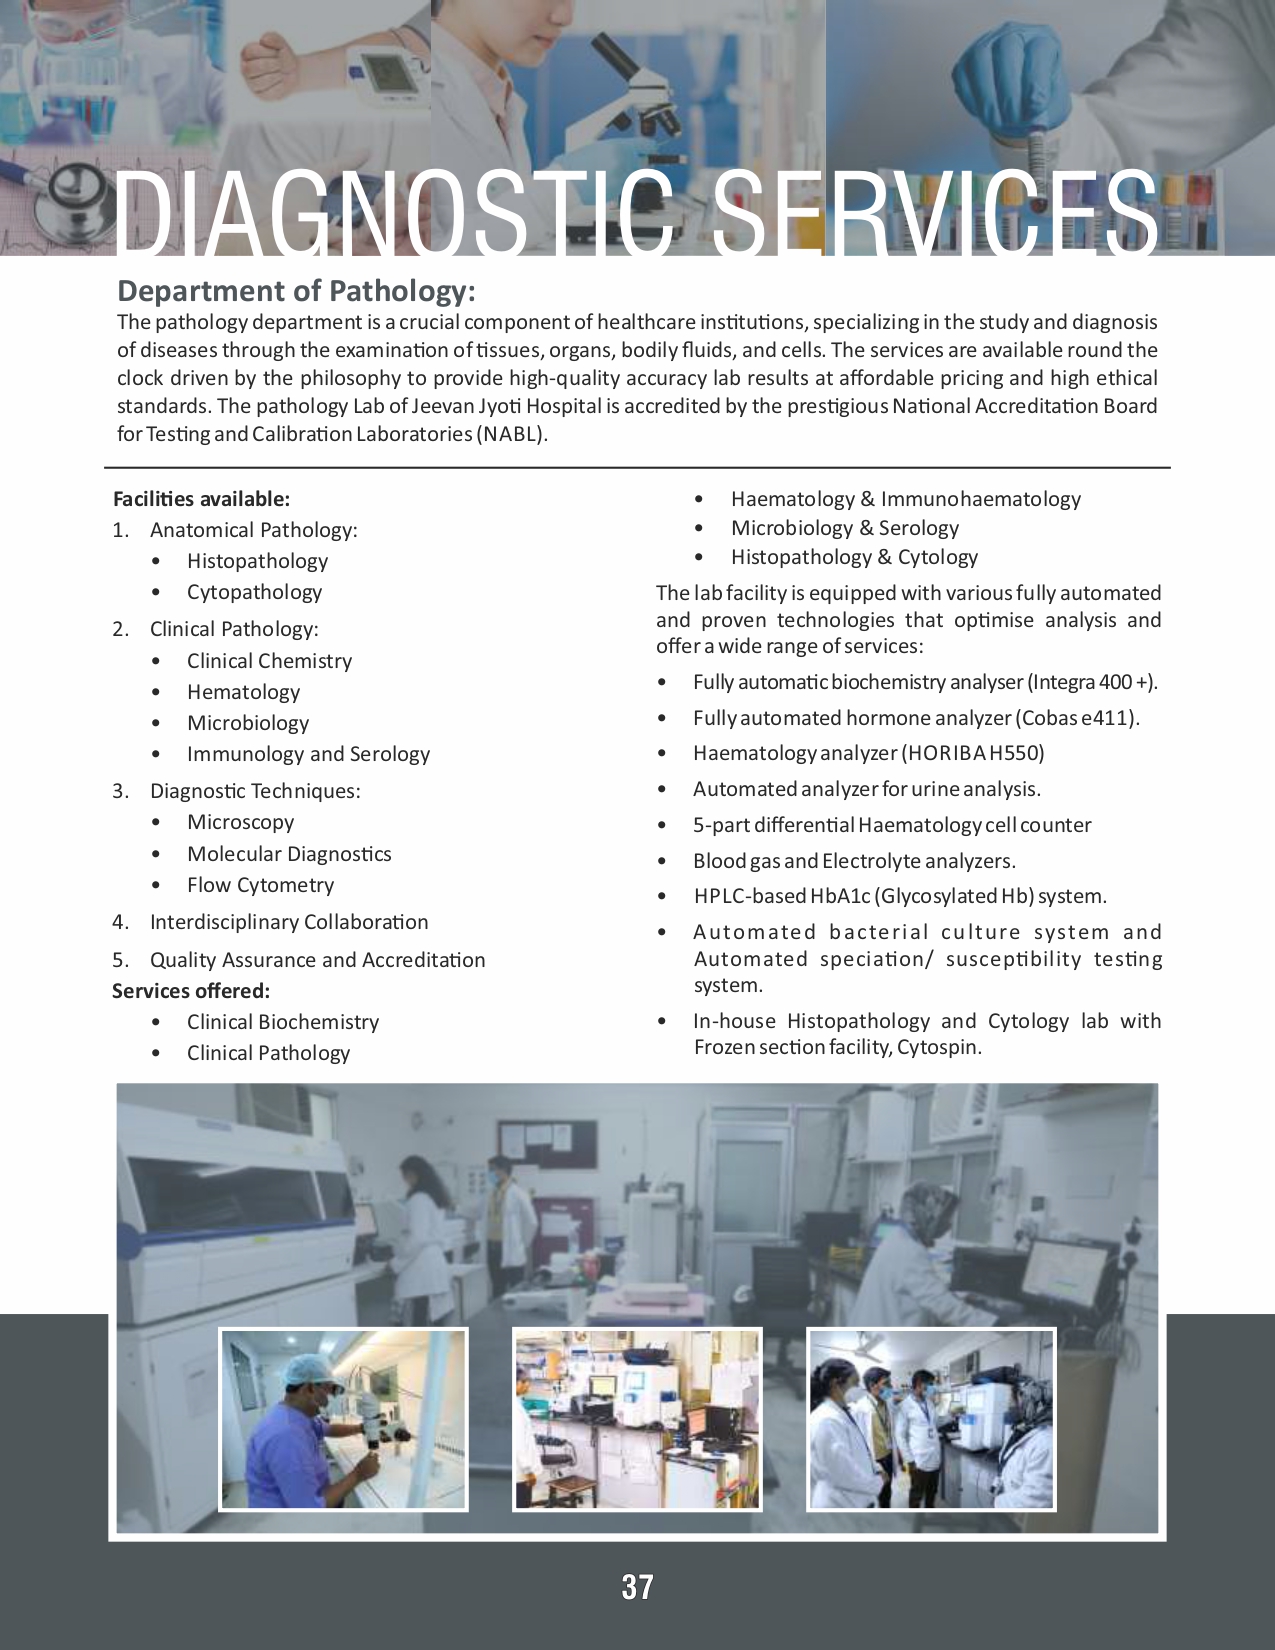 DIAGNOSTIC SERVICES
Department of Pathology:
The pathology department is a crucial component of healthcare institutions, specializing in the study and diagnosis
of diseases through the examination of tissues, organs, bodily fluids, and cells. The services are available round the
clock driven by the philosophy to provide high-quality accuracy lab results at affordable pricing and high ethical
standards. The pathology Lab of Jeevan Jyoti Hospital is accredited by the prestigious National Accreditation Board
for Testing and Calibration Laboratories (NABL).
Facilities available:
1. Anatomical Pathology:
• Histopathology
• Cytopathology
2. Clinical Pathology:
• Clinical Chemistry
• Hematology
• Microbiology
• Immunology and Serology
3. Diagnostic Techniques:
• Microscopy
• Molecular Diagnostics
• Flow Cytometry
4. Interdisciplinary Collaboration
5. Quality Assurance and Accreditation
Services offered:
• Clinical Biochemistry
• Clinical Pathology
• Haematology & Immunohaematology
• Microbiology & Serology
• Histopathology & Cytology
The lab facility is equipped with various fully automated
and proven technologies that optimise analysis and
offer a wide range of services:
• Fully automatic biochemistry analyser (Integra 400 +).
• Fully automated hormone analyzer (Cobas e411).
• Haematology analyzer (HORIBA H550)
• Automated analyzer for urine analysis.
• 5-part differential Haematology cell counter
• Blood gas and Electrolyte analyzers.
• HPLC-based HbA1c (Glycosylated Hb) system.
• Automated bacterial culture system and
Automated speciation/ susceptibility testing
system.
• In-house Histopathology and Cytology lab with
Frozen section facility, Cytospin.
37